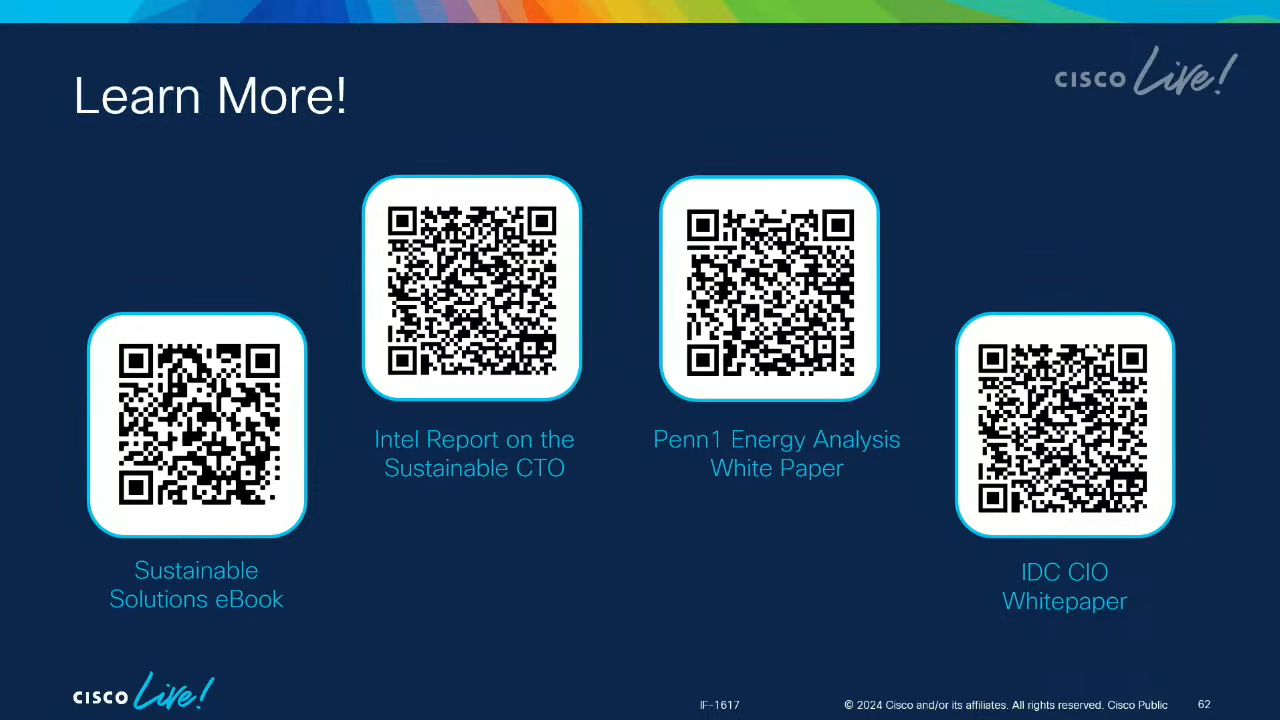 CISCO Live!
Learn More!
Intel Report on the
Sustainable CTO
Penn1 Energy Analysis
White Paper
Sustainable
Solutions eBook
IDC CIO
Whitepaper
CISCO Live!
IF-1617
© 2024 Cisco and/or its affiliates. All rights reserved. Cisco Public
62